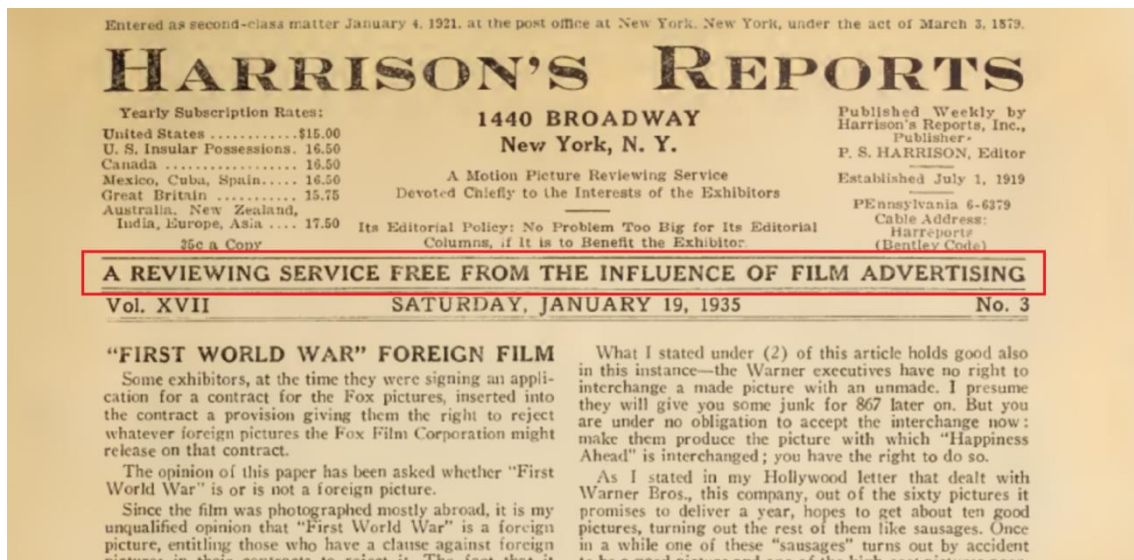 Entered as second-class matter January 4, 1921, at the post office at New York, New York, under the act of March 3, 1879.
HARRISON'S REPORTS
Yearly Subscription Rates:
United States ...........$15.00
U. S. Insular Possessions. 16.50
Canada ................. 16.50
Mexico, Cuba, Spain..... 16.50
Great Britain ........... 15.75
Australia, New Zealand,
India, Europe, Asia .... 17.50
35c a Copy
1440 BROADWAY
New York, N. Y.
A Motion Picture Reviewing Service
Devoted Chiefly to the Interests of the Exhibitors
Its Editorial Policy: No Problem Too Big for Its Editorial
Columns, if It is to Benefit the Exhibitor.
Published Weekly by
Harrison's Reports, Inc.,
Publisher
P. S. HARRISON, Editor
Established July 1, 1919
PEnnsylvania 6-6379
Cable Address:
Harreports
(Bentley Code)
A REVIEWING SERVICE FREE FROM THE INFLUENCE OF FILM ADVERTISING
Vol. XVII SATURDAY, JANUARY 19, 1935 No. 3
"FIRST WORLD WAR" FOREIGN FILM
Some exhibitors, at the time they were signing an appli-
cation for a contract for the Fox pictures, inserted into
the contract a provision giving them the right to reject
whatever foreign pictures the Fox Film Corporation might
release on that contract.
The opinion of this paper has been asked whether "First
World War" is or is not a foreign picture.
Since the film was photographed mostly abroad, it is my
unqualified opinion that "First World War" is a foreign
picture, entitling those who have a clause against foreign
What I stated under (2) of this article holds good also
in this instance—the Warner executives have no right to
interchange a made picture with an unmade. I presume
they will give you some junk for 867 later on. But you
are under no obligation to accept the interchange now:
make them produce the picture with which "Happiness
Ahead" is interchanged; you have the right to do so.
As I stated in my Hollywood letter that dealt with
Warner Bros., this company, out of the sixty pictures it
promises to deliver a year, hopes to get about ten good
pictures, turning out the rest of them like sausages. Once
in a while one of these "sausages" turns out by accident